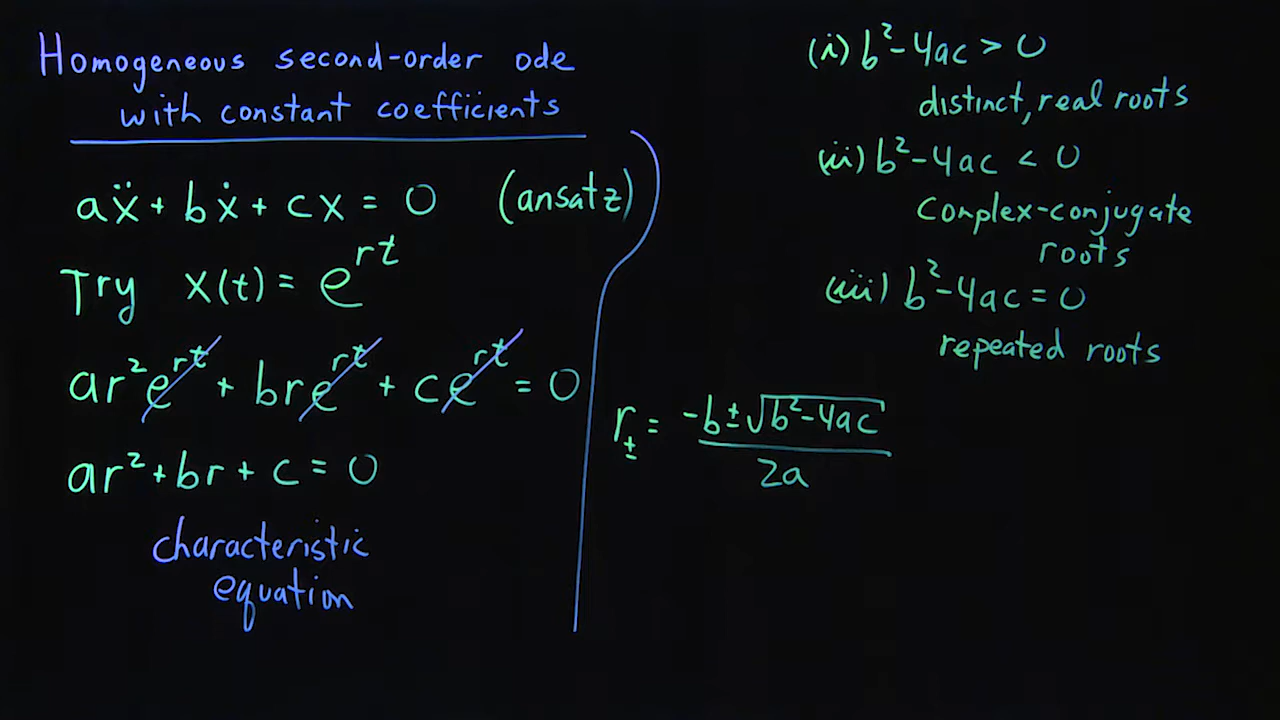 Homogeneous second-order ode
with constant coefficients
aẍ + bẋ + cx = 0 (ansatz)
Try x(t) = e^{rt}
ar²e^{rt} + bre^{rt} + ce^{rt} = 0
ar² + br + c = 0
characteristic
equation
(i) b² - 4ac > 0
distinct, real roots
(ii) b² - 4ac < 0
complex-conjugate
roots
(iii) b² - 4ac = 0
repeated roots
r_± = (-b ± √(b² - 4ac)) / 2a